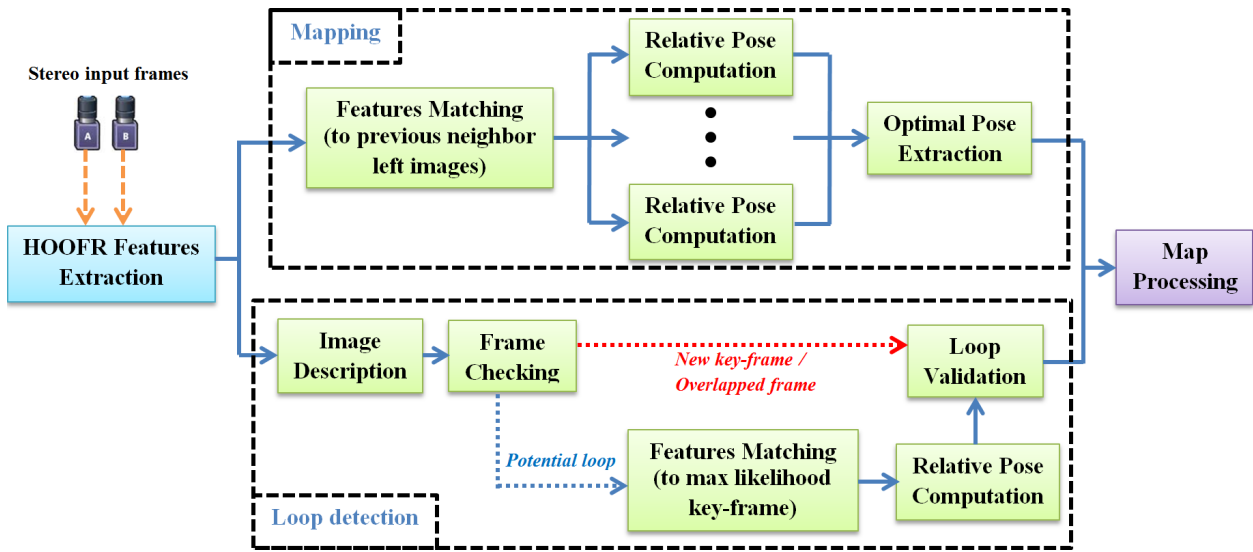 Mapping
Stereo input frames
A B
HOOFR Features
Extraction
Features Matching
(to previous neighbor
left images)
Relative Pose
Computation
Relative Pose
Computation
Optimal Pose
Extraction
Map
Processing
Image
Description
Frame
Checking
New key-frame /
Overlapped frame
Loop
Validation
Potential loop
Features Matching
(to max likelihood
key-frame)
Relative Pose
Computation
Loop detection